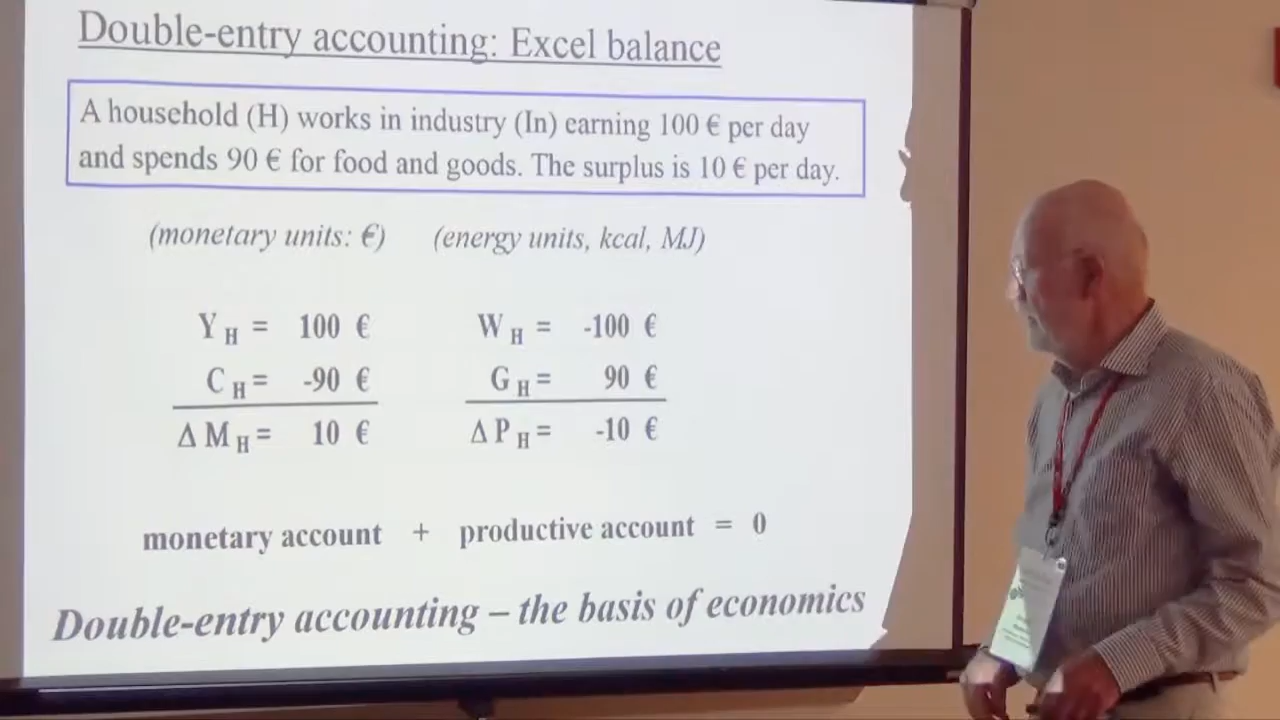 Double-entry accounting: Excel balance
A household (H) works in industry (In) earning 100 € per day
and spends 90 € for food and goods. The surplus is 10 € per day.
(monetary units: €) (energy units, kcal, MJ)
Y H = 100 € W H = -100 €
C H = -90 € G H = 90 €
Δ M H = 10 € Δ P H = -10 €
monetary account + productive account = 0
Double-entry accounting – the basis of economics